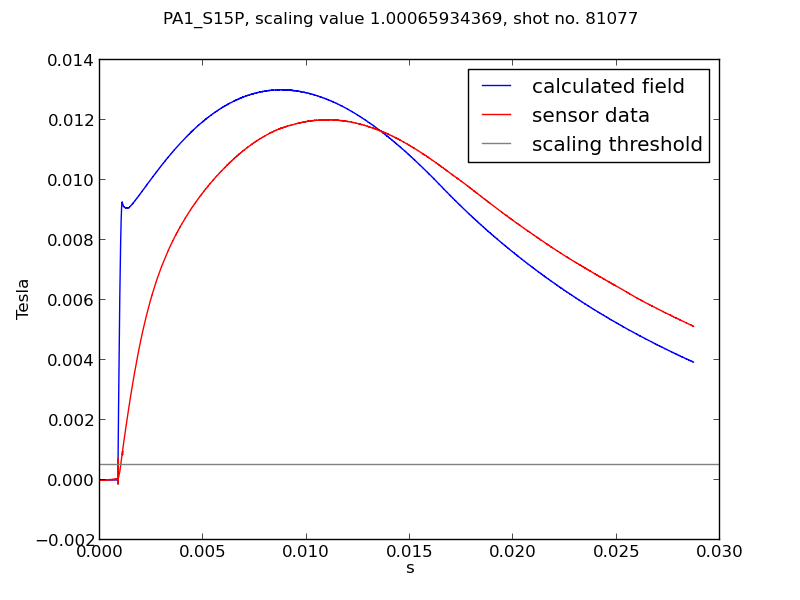 PA1_S15P, scaling value 1.00065934369, shot no. 81077
calculated field
sensor data
scaling threshold
Tesla
0.014
0.012
0.010
0.008
0.006
0.004
0.002
0.000
−0.002
0.000 0.005 0.010 0.015 0.020 0.025 0.030
s